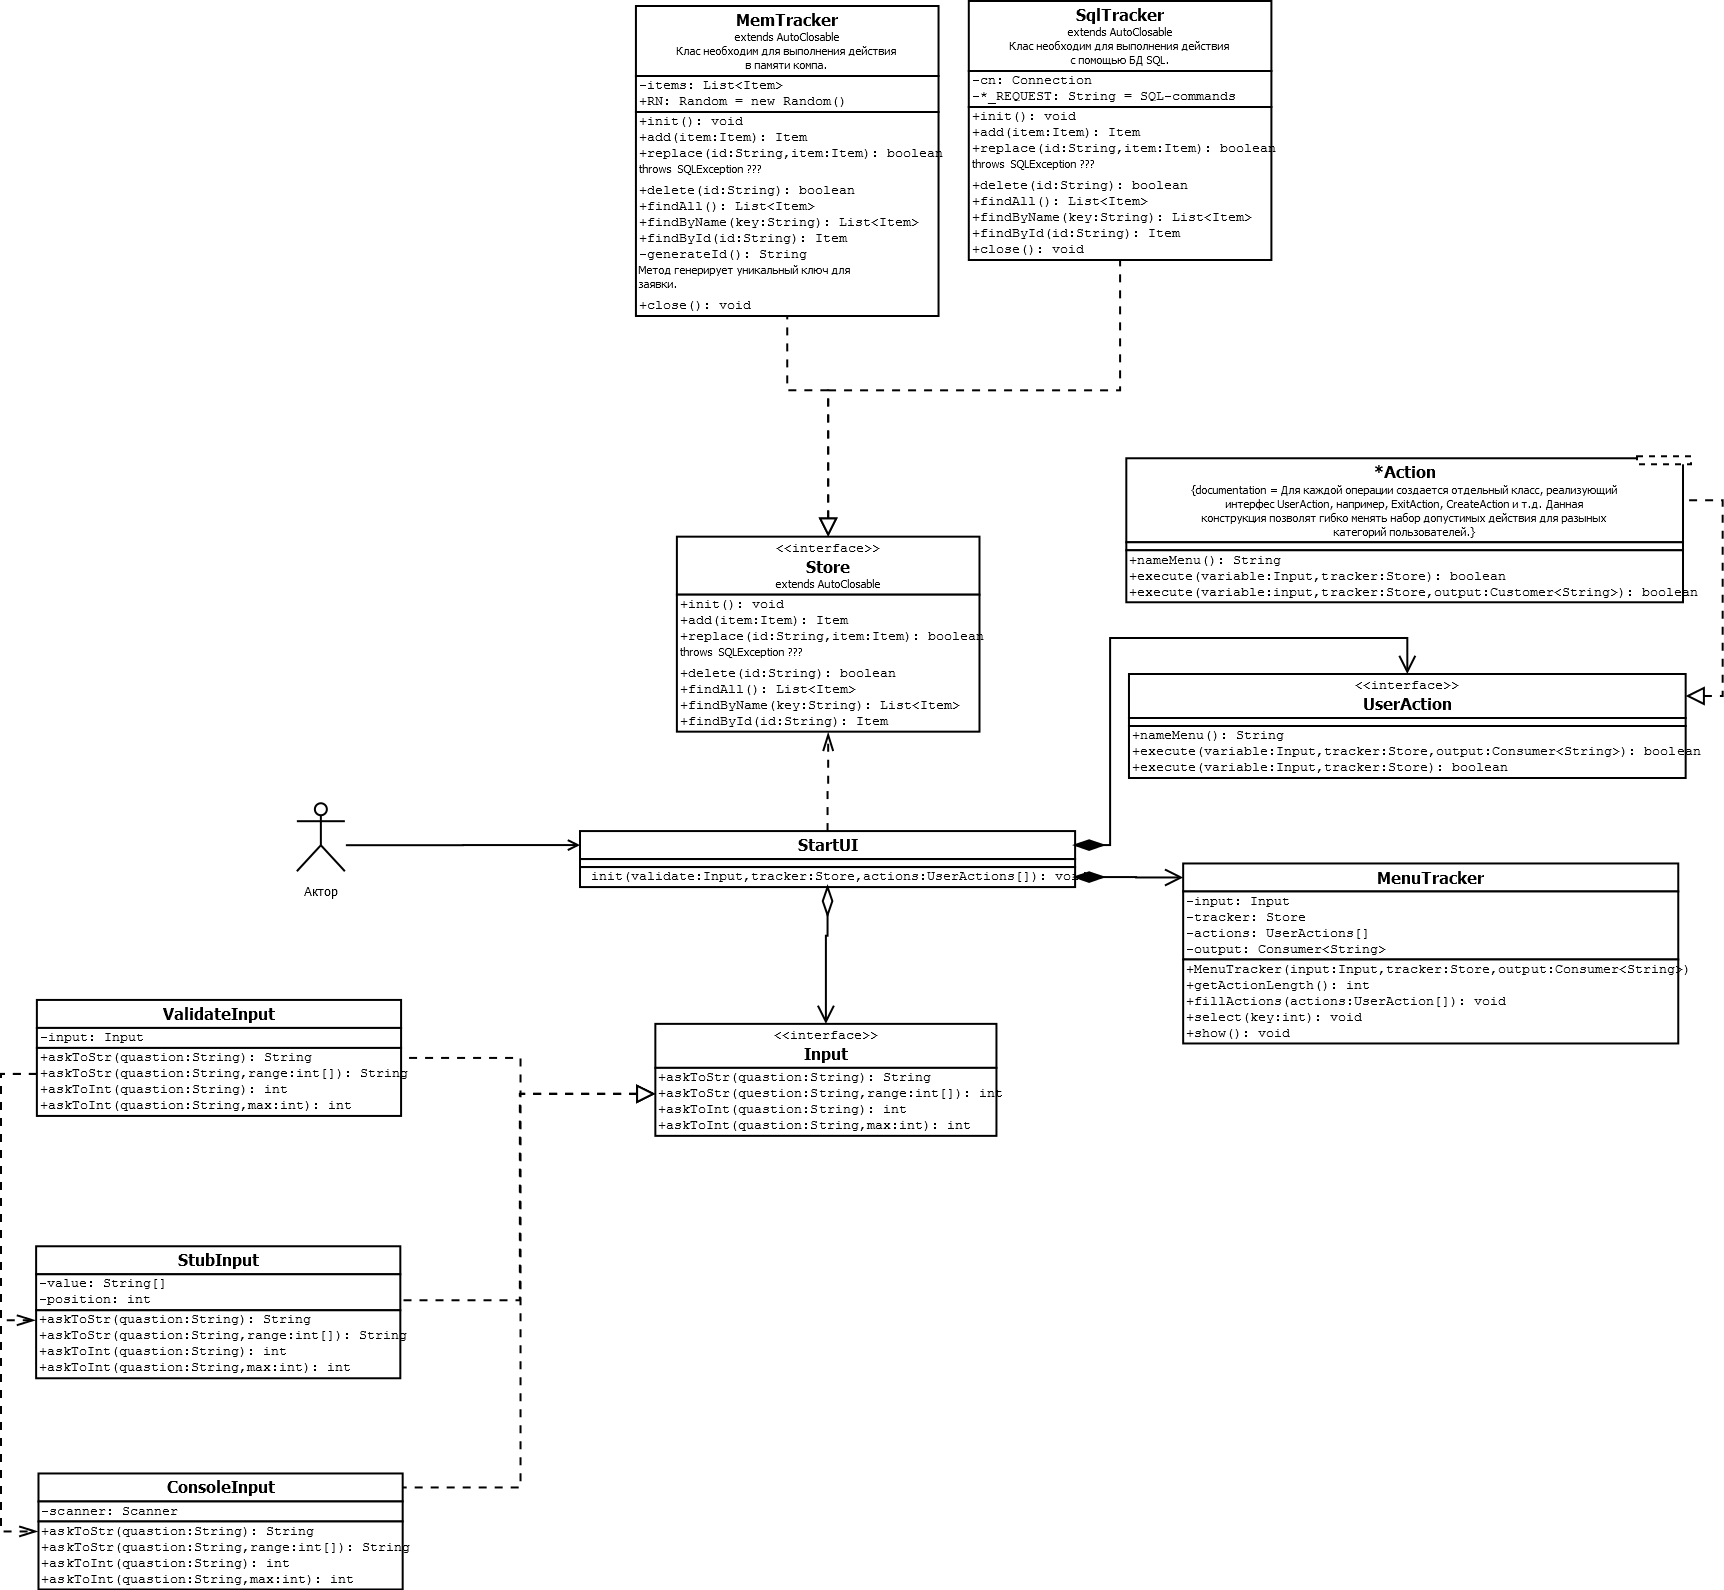 MemTracker
extends AutoClosable
Клас необходим для выполнения действия
в памяти компа.
-items: List<Item>
+RN: Random = new Random()
+init(): void
+add(item:Item): Item
+replace(id:String,item:Item): boolean
throws SQLException ???
+delete(id:String): boolean
+findAll(): List<Item>
+findByName(key:String): List<Item>
+findById(id:String): Item
-generateId(): String
Метод генерирует уникальный ключ для
заявки.
+close(): void
SqlTracker
extends AutoClosable
Клас необходим для выполнения действия
с помощью БД SQL.
-cn: Connection
-*_REQUEST: String = SQL-commands
+init(): void
+add(item:Item): Item
+replace(id:String,item:Item): boolean
throws SQLException ???
+delete(id:String): boolean
+findAll(): List<Item>
+findByName(key:String): List<Item>
+findById(id:String): Item
+close(): void
*Action
{documentation = Для каждой операции создается отдельный класс, реализующий
интерфес UserAction, например, ExitAction, CreateAction и т.д. Данная
конструкция позволят гибко менять набор допустимых действия для разыных
категорий пользователей.}
+nameMenu(): String
+execute(variable:Input,tracker:Store): boolean
+execute(variable:input,tracker:Store,output:Customer<String>): boolean
<<interface>>
Store
extends AutoClosable
+init(): void
+add(item:Item): Item
+replace(id:String,item:Item): boolean
throws SQLException ???
+delete(id:String): boolean
+findAll(): List<Item>
+findByName(key:String): List<Item>
+findById(id:String): Item
<<interface>>
UserAction
+nameMenu(): String
+execute(variable:Input,tracker:Store,output:Consumer<String>): boolean
+execute(variable:Input,tracker:Store): boolean
Актор
StartUI
init(validate:Input,tracker:Store,actions:UserActions[]): void
MenuTracker
-input: Input
-tracker: Store
-actions: UserActions[]
-output: Consumer<String>
+MenuTracker(input:Input,tracker:Store,output:Consumer<String>)
+getActionLength(): int
+fillActions(actions:UserAction[]): void
+select(key:int): void
+show(): void
ValidateInput
-input: Input
+askToStr(quastion:String): String
+askToStr(quastion:String,range:int[]): String
+askToInt(quastion:String): int
+askToInt(quastion:String,max:int): int
<<interface>>
Input
+askToStr(quastion:String): String
+askToStr(question:String,range:int[]): int
+askToInt(quastion:String): int
+askToInt(quastion:String,max:int): int
StubInput
-value: String[]
-position: int
+askToStr(quastion:String): String
+askToStr(quastion:String,range:int[]): String
+askToInt(quastion:String): int
+askToInt(quastion:String,max:int): int
ConsoleInput
-scanner: Scanner
+askToStr(quastion:String): String
+askToStr(quastion:String,range:int[]): String
+askToInt(quastion:String): int
+askToInt(quastion:String,max:int): int